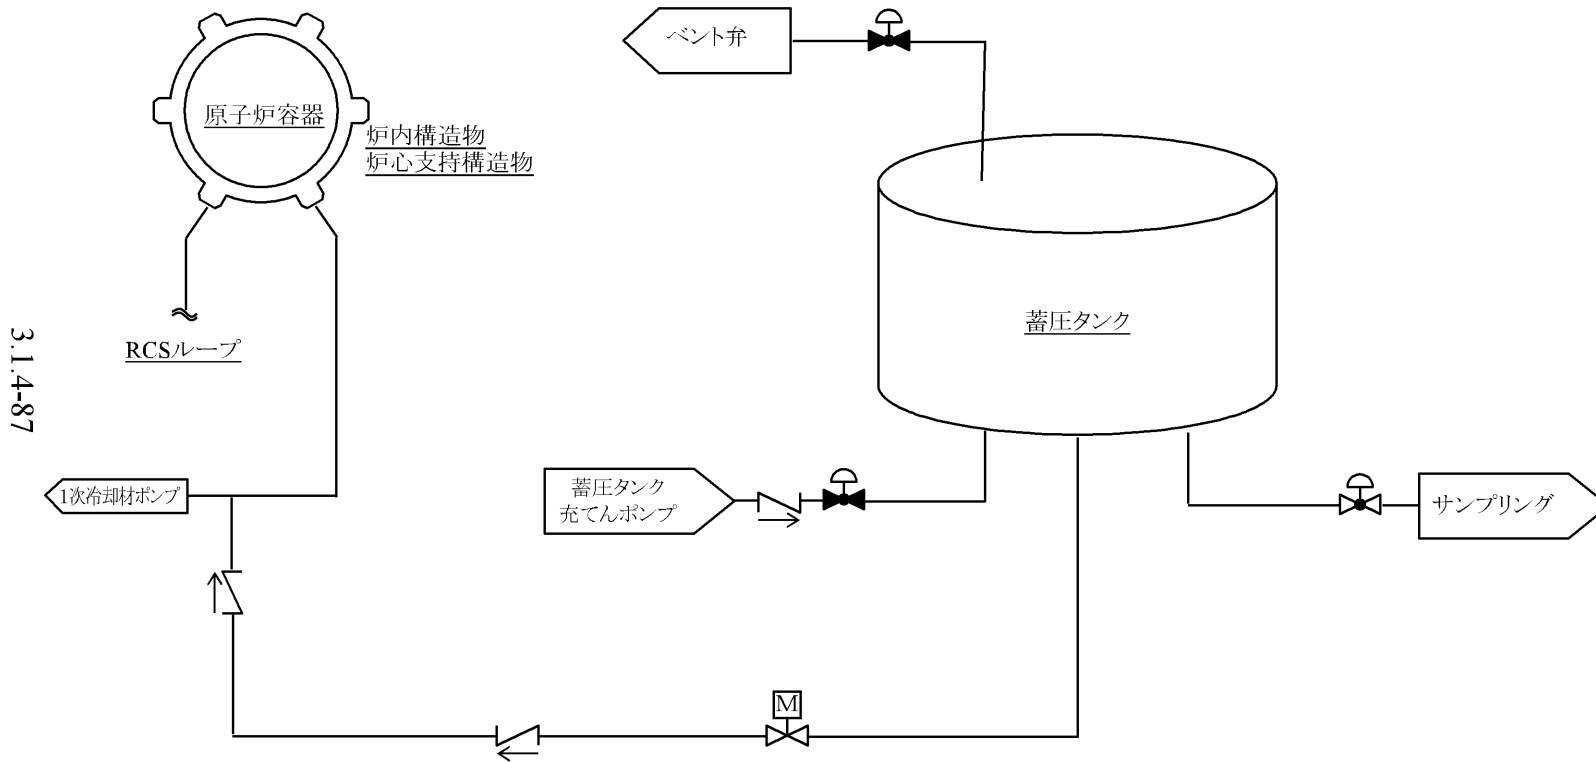 ベント弁
原子炉容器
炉内構造物
炉心支持構造物
蓄圧タンク
RCSループ
3.1.4-87
1次冷却材ポンプ
蓄圧タンク
充てんポンプ
サンプリング
M